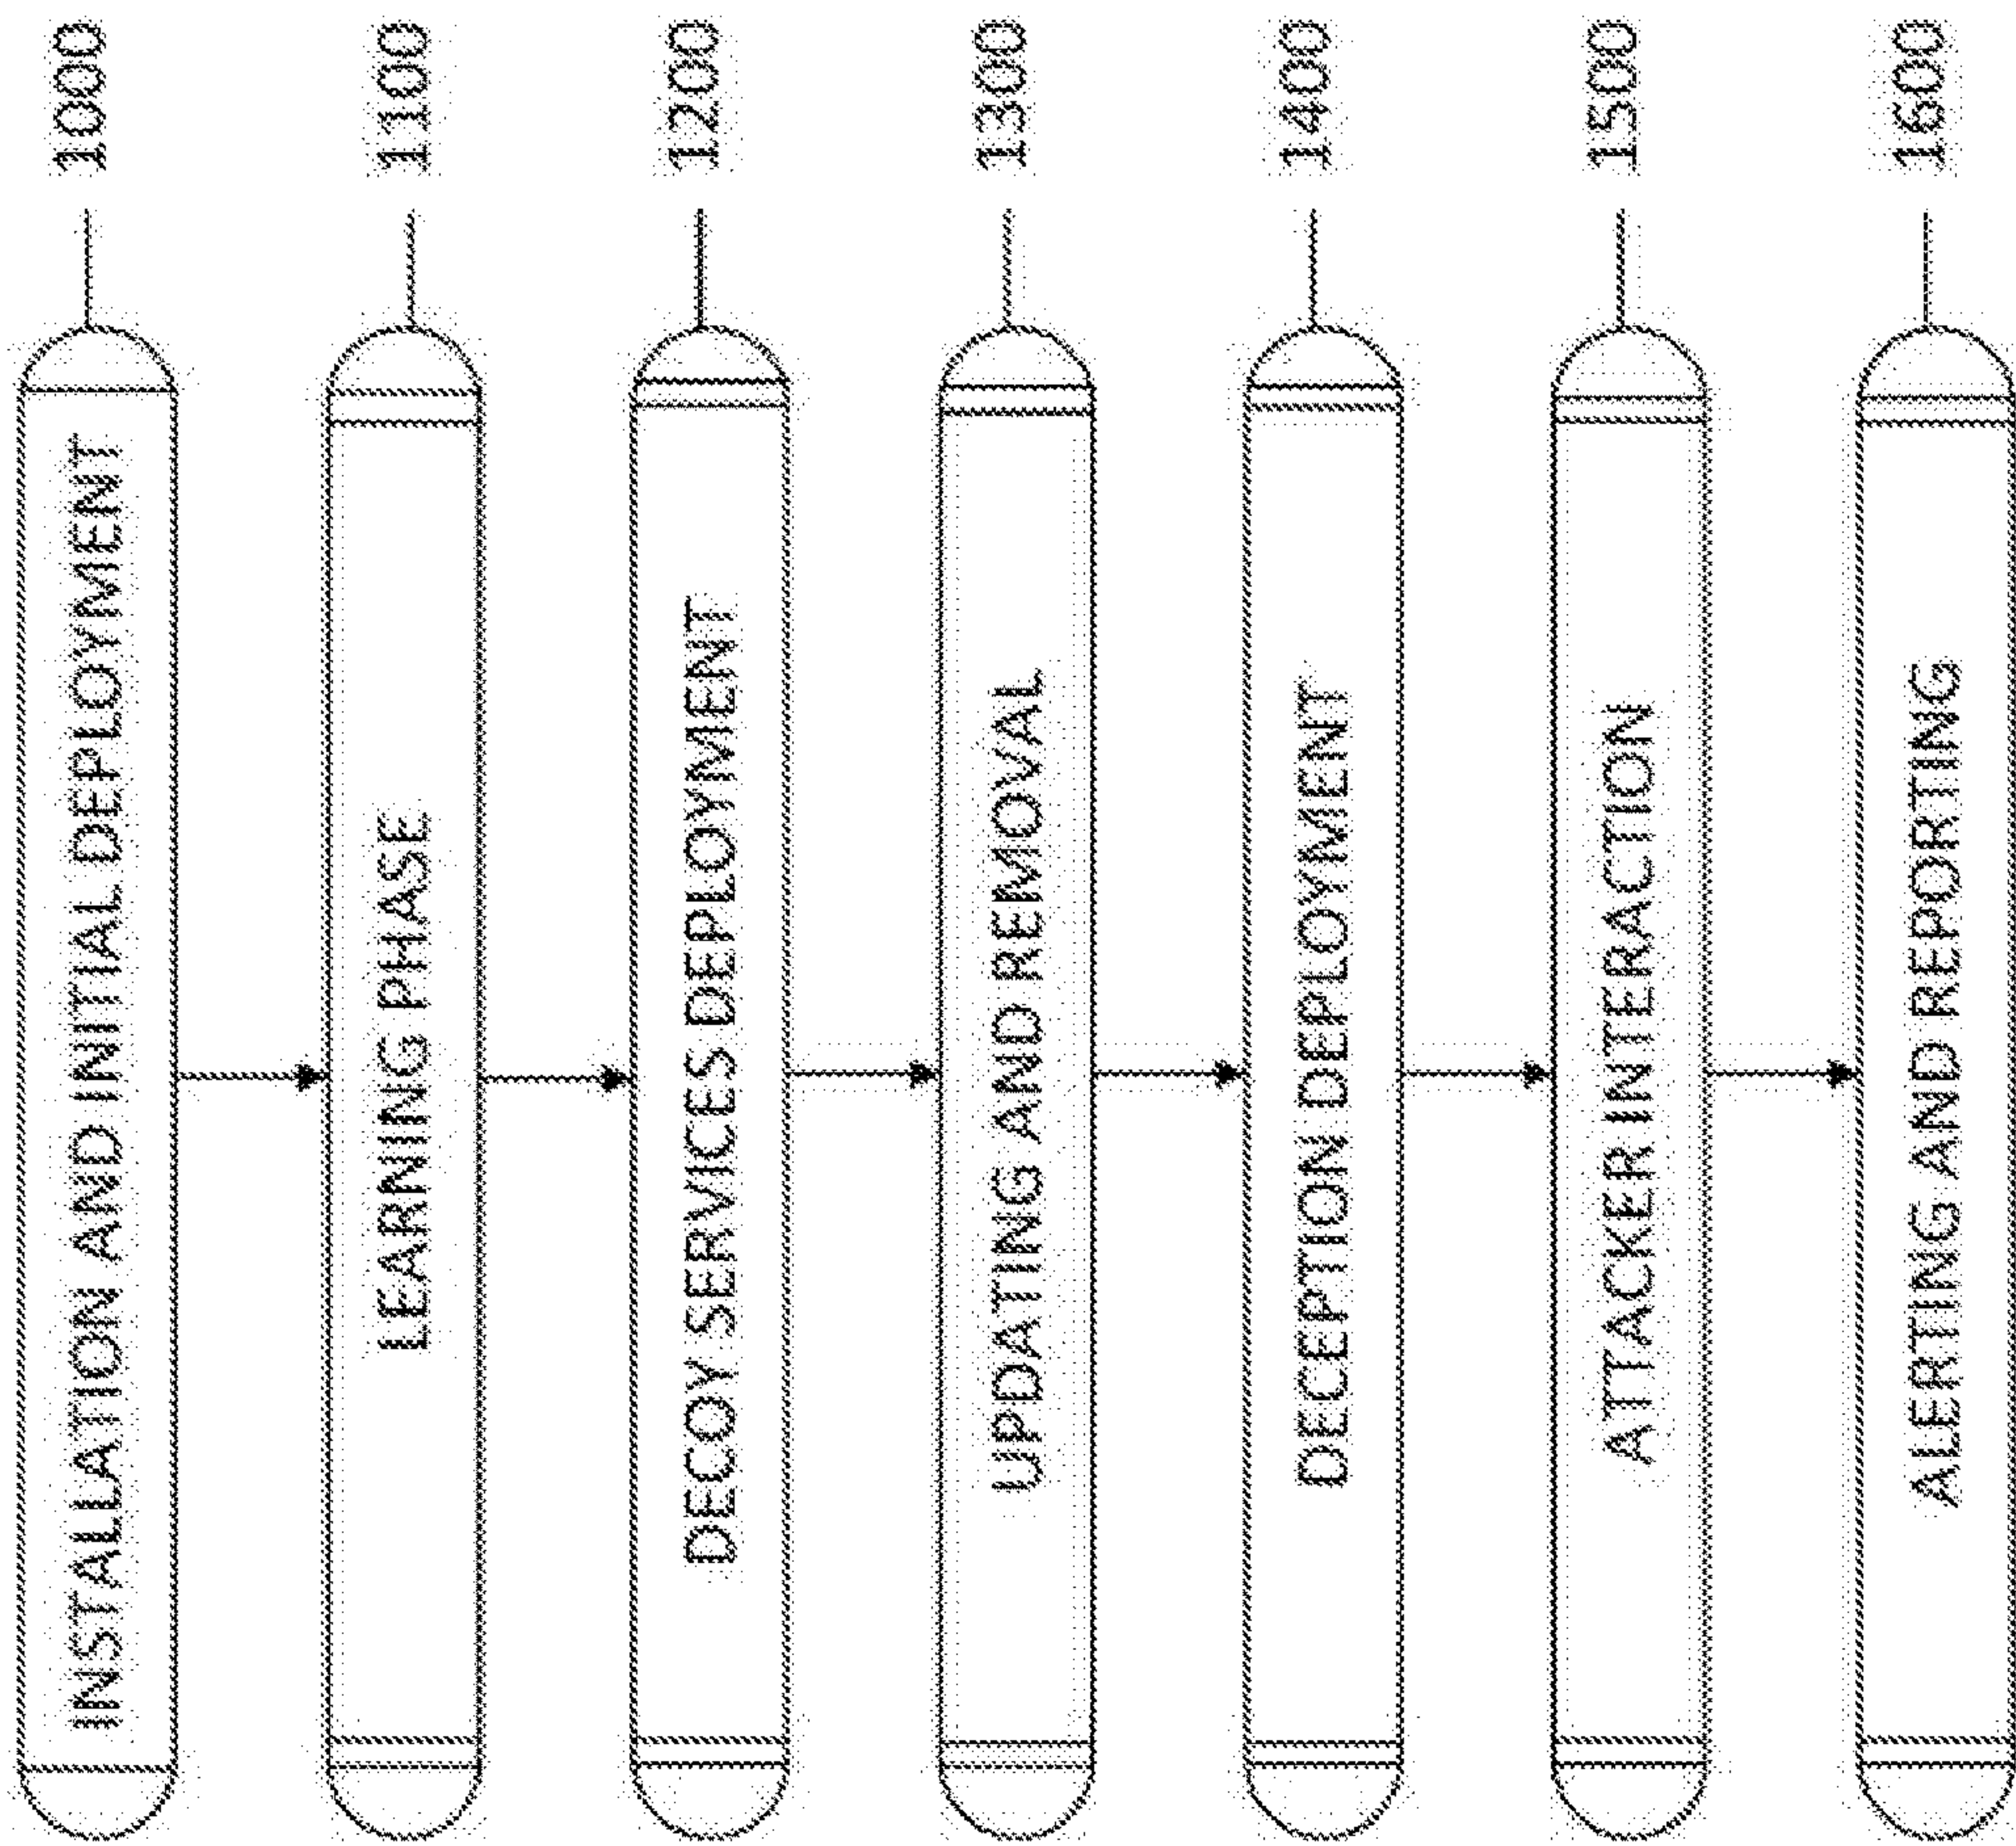 INSTALLATION AND INITIAL DEPLOYMENT 1000
LEARNING PHASE 1100
DECOY SERVICES DEPLOYMENT 1200
UPDATING AND REMOVAL 1300
DECEPTION DEPLOYMENT 1400
ATTACKER INTERACTION 1500
ALERTING AND REPORTING 1600